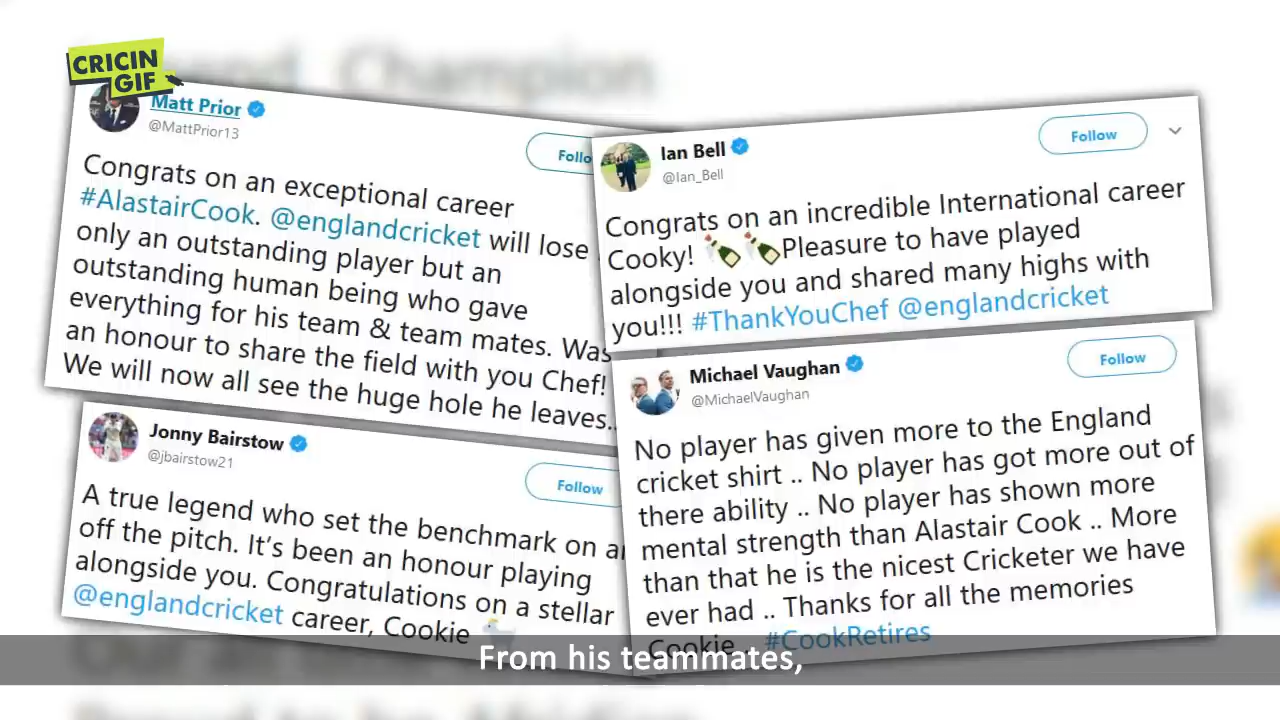 CRICIN
GIF
Champion
Matt Prior
@MattPrior13
Follo
Congrats on an exceptional career
#AlastairCook. @englandcricket will lose
only an outstanding player but an
outstanding human being who gave
everything for his team & team mates. Was
an honour to share the field with you Chef!
We will now all see the huge hole he leaves..
Ian Bell
@Ian_Bell
Follow
Congrats on an incredible International career
Cooky! Pleasure to have played
alongside you and shared many highs with
you!!! #ThankYouChef @englandcricket
Jonny Bairstow
@jbairstow21
Follow
A true legend who set the benchmark on a
off the pitch. It's been an honour playing
alongside you. Congratulations on a stellar
@englandcricket career, Cookie
Michael Vaughan
@MichaelVaughan
Follow
No player has given more to the England
cricket shirt .. No player has got more out of
there ability .. No player has shown more
mental strength than Alastair Cook .. More
than that he is the nicest Cricketer we have
ever had .. Thanks for all the memories
Cookie .. #CookRetires
From his teammates,